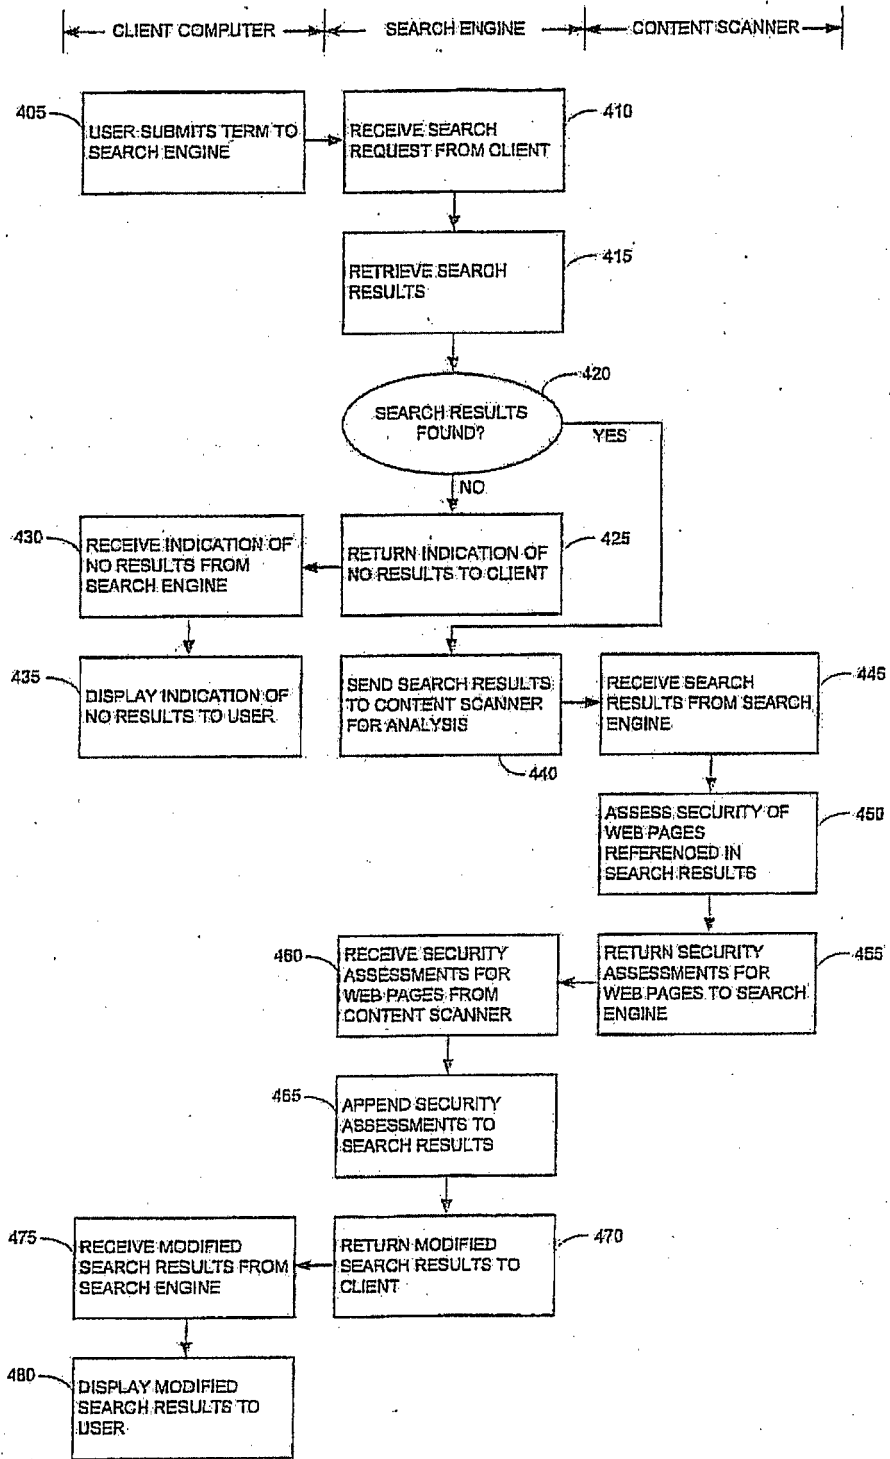 CLIENT COMPUTER
SEARCH ENGINE
CONTENT SCANNER
405
USER SUBMITS TERM TO
SEARCH ENGINE
RECEIVE SEARCH
REQUEST FROM CLIENT
410
RETRIEVE SEARCH
RESULTS
415
SEARCH RESULTS
FOUND?
420
YES
NO
430
RECEIVE INDICATION OF
NO RESULTS FROM
SEARCH ENGINE
RETURN INDICATION OF
NO RESULTS TO CLIENT
425
435
DISPLAY INDICATION OF
NO RESULTS TO USER
SEND SEARCH RESULTS
TO CONTENT SCANNER
FOR ANALYSIS
440
RECEIVE SEARCH
RESULTS FROM SEARCH
ENGINE
445
ASSESS SECURITY OF
WEB PAGES
REFERENCED IN
SEARCH RESULTS
450
460
RECEIVE SECURITY
ASSESSMENTS FOR
WEB PAGES FROM
CONTENT SCANNER
RETURN SECURITY
ASSESSMENTS FOR
WEB PAGES TO SEARCH
ENGINE
455
465
APPEND SECURITY
ASSESSMENTS TO
SEARCH RESULTS
475
RECEIVE MODIFIED
SEARCH RESULTS FROM
SEARCH ENGINE
RETURN MODIFIED
SEARCH RESULTS TO
CLIENT
470
480
DISPLAY MODIFIED
SEARCH RESULTS TO
USER